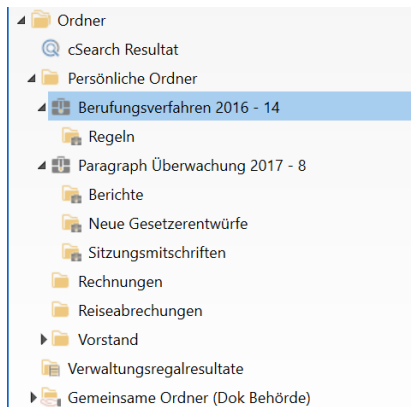 Ordner
cSearch Resultat
Persönliche Ordner
Berufungsverfahren 2016 - 14
Regeln
Paragraph Überwachung 2017 - 8
Berichte
Neue Gesetzerentwürfe
Sitzungsmitschriften
Rechnungen
Reiseabrechungen
Vorstand
Verwaltungsregalresultate
Gemeinsame Ordner (Dok Behörde)